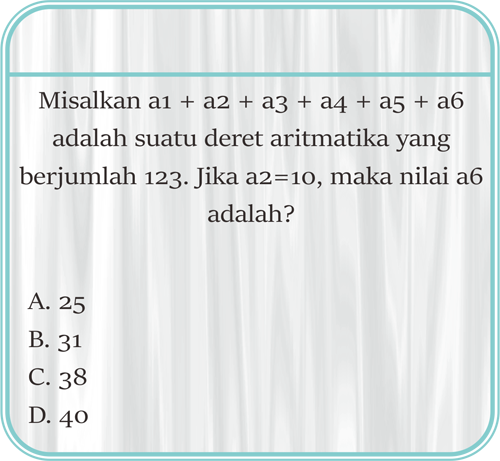 Misalkan a1 + a2 + a3 + a4 + a5 + a6
adalah suatu deret aritmatika yang
berjumlah 123. Jika a2=10, maka nilai a6
adalah?
A. 25
B. 31
C. 38
D. 40